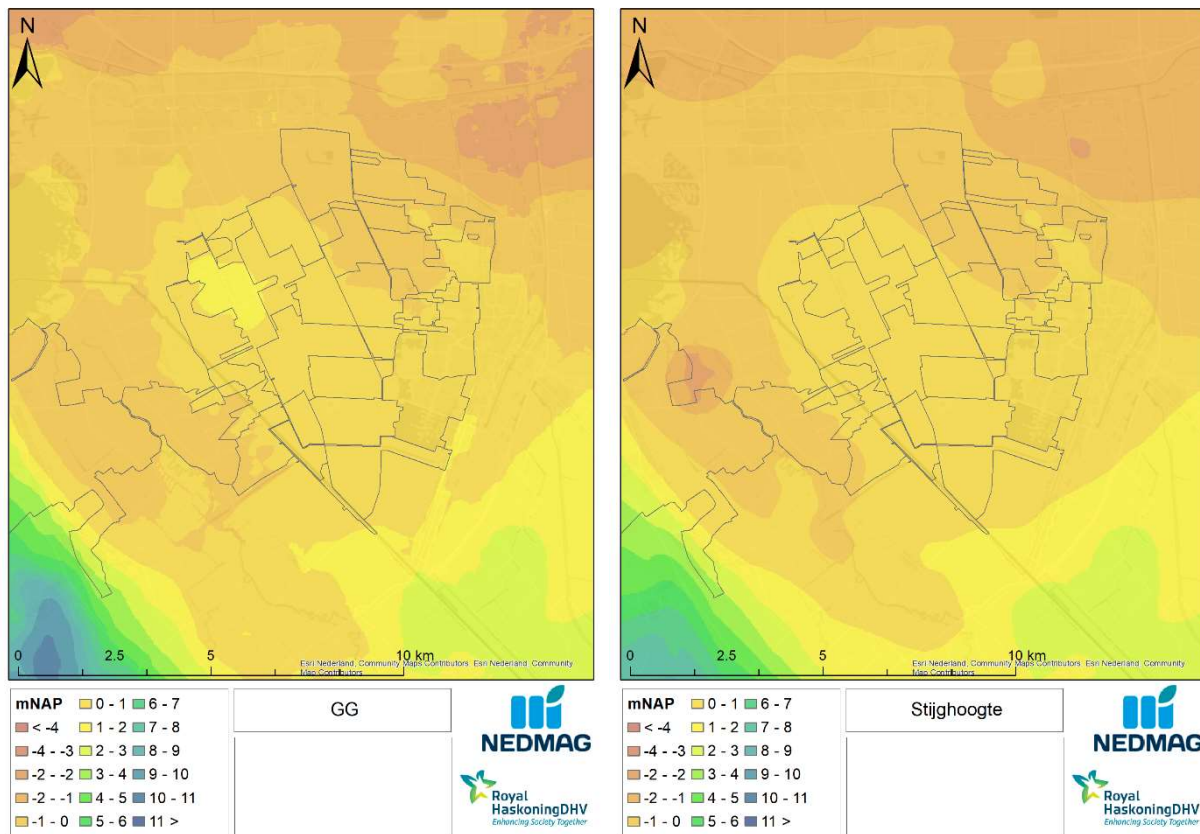 N
0 2.5 5 10 km
Esri Nederland, Community Maps Contributors, Esri Nederland, Community
Map Contributors
mNAP
< -4
-4 - -3
-2 - -2
-2 - -1
-1 - 0
0 - 1
1 - 2
2 - 3
3 - 4
4 - 5
5 - 6
6 - 7
7 - 8
8 - 9
9 - 10
10 - 11
11 >
GG
NEDMAG
Royal
HaskoningDHV
Enhancing Society Together
N
0 2.5 5 10 km
Esri Nederland, Community Maps Contributors, Esri Nederland, Community
Map Contributors
mNAP
< -4
-4 - -3
-2 - -2
-2 - -1
-1 - 0
0 - 1
1 - 2
2 - 3
3 - 4
4 - 5
5 - 6
6 - 7
7 - 8
8 - 9
9 - 10
10 - 11
11 >
Stijghoogte
NEDMAG
Royal
HaskoningDHV
Enhancing Society Together